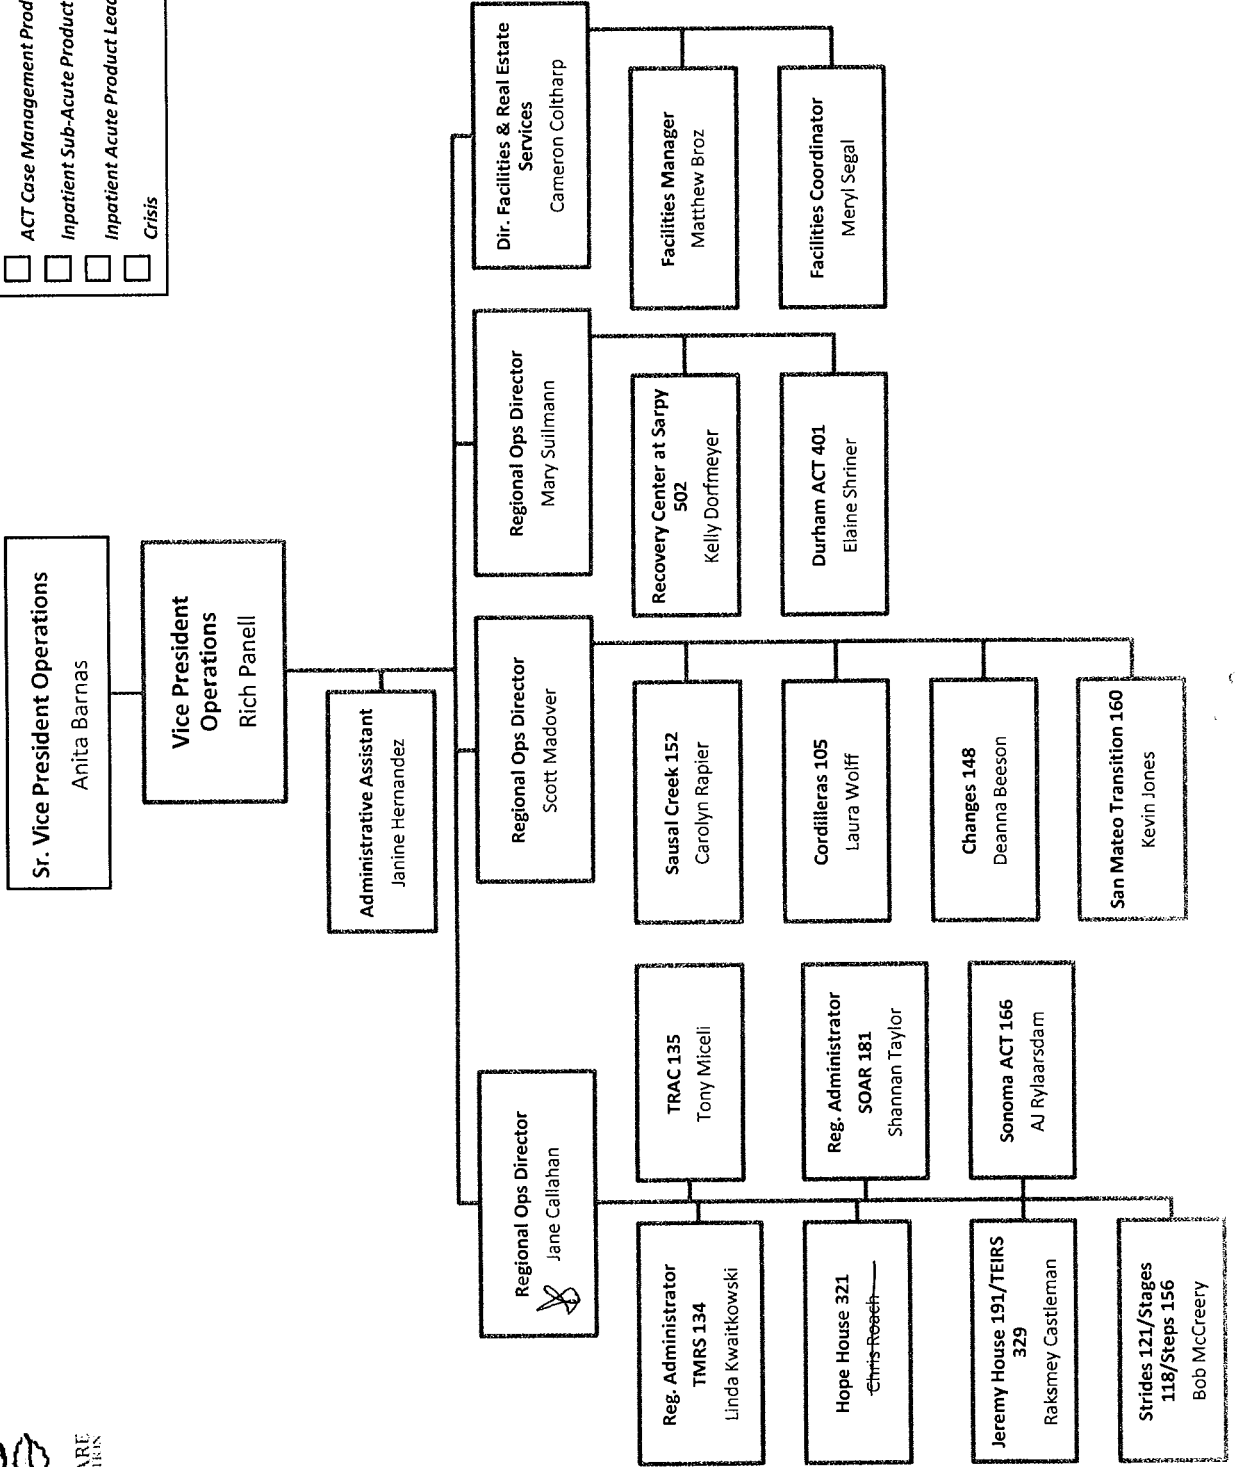 ACT Case Management Prod
Inpatient Sub-Acute Product
Inpatient Acute Product Lead
Crisis
ARE
Sr. Vice President Operations
Anita Barnas
Vice President
Operations
Rich Panell
Administrative Assistant
Janine Hernandez
Regional Ops Director
Jane Callahan
Reg. Administrator
TMRS 134
Linda Kwaitkowski
TRAC 135
Tony Miceli
Hope House 321
Chris Roach
Reg. Administrator
SOAR 181
Shannan Taylor
Jeremy House 191/TEIRS
329
Raksmey Castleman
Sonoma ACT 166
AJ Rylaarsdam
Strides 121/Stages
118/Steps 156
Bob McCreery
Regional Ops Director
Scott Madover
Sausal Creek 152
Carolyn Rapier
Cordilleras 105
Laura Wolff
Changes 148
Deanna Beeson
San Mateo Transition 160
Kevin Jones
Regional Ops Director
Mary Suilmann
Recovery Center at Sarpy
502
Kelly Dorfmeyer
Durham ACT 401
Elaine Shriner
Dir. Facilities & Real Estate
Services
Cameron Coltharp
Facilities Manager
Matthew Broz
Facilities Coordinator
Meryl Segal